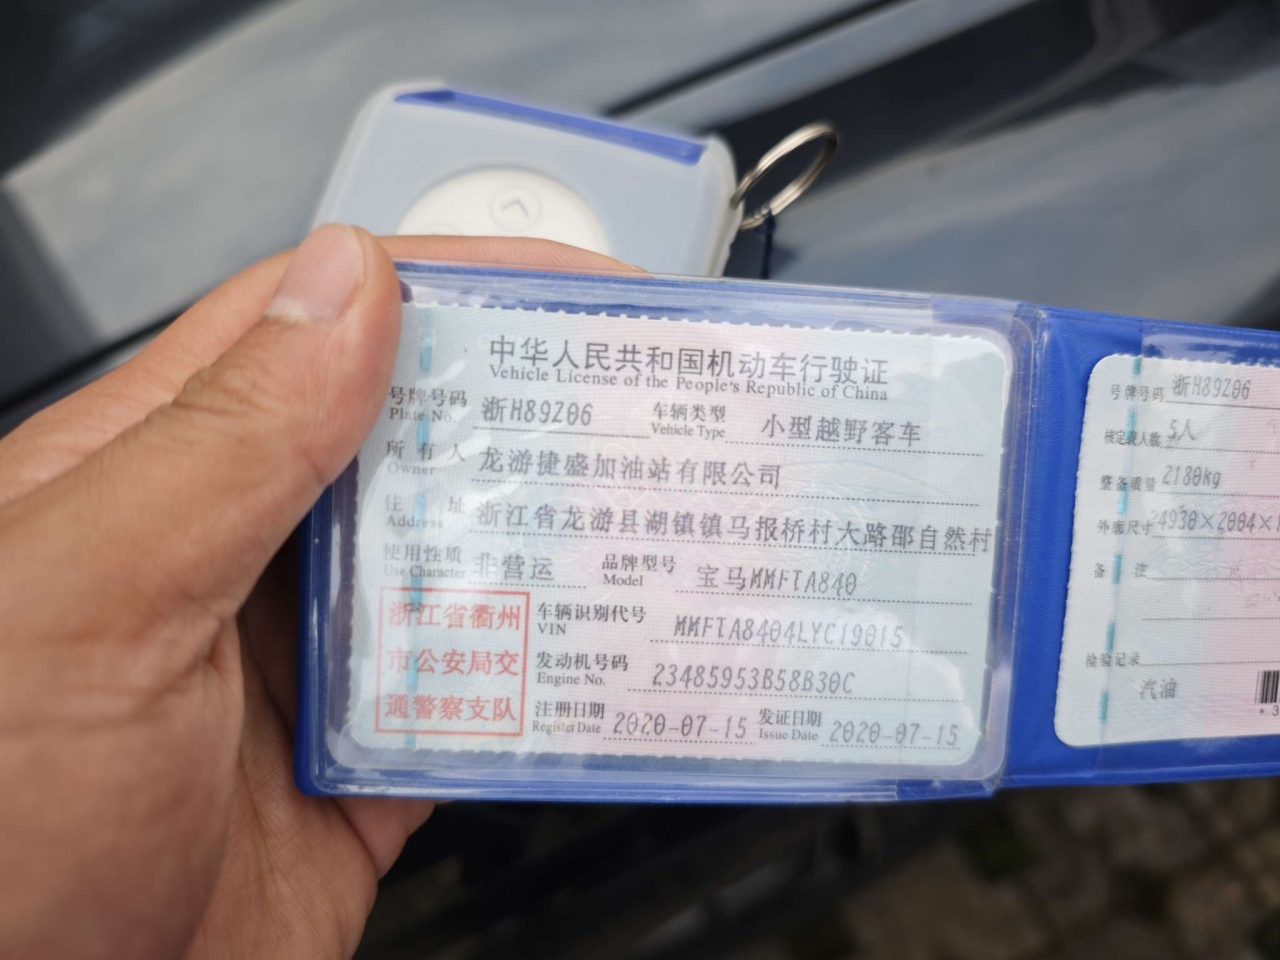 中华人民共和国机动车行驶证
Vehicle License of the People's Republic of China
号牌号码 浙H89Z06 车辆类型 小型越野客车
Plate No. Vehicle Type
所有人 龙游捷盛加油站有限公司
Owner
住址 浙江省龙游县湖镇镇马报桥村大路邵自然村
Address
使用性质 非营运 品牌型号 宝马MMFTA840
Use Character Model
浙江省衢州
市公安局交
通警察支队
车辆识别代号 MMFTA8404LYC19015
VIN
发动机号码 23485953B58B30C
Engine No.
注册日期 2020-07-15 发证日期 2020-07-15
Register Date Issue Date
号牌号码 浙H89Z06
核定载人数 5人
整备质量 2180kg
外廓尺寸 4930×2004×
备注
检验记录
汽油